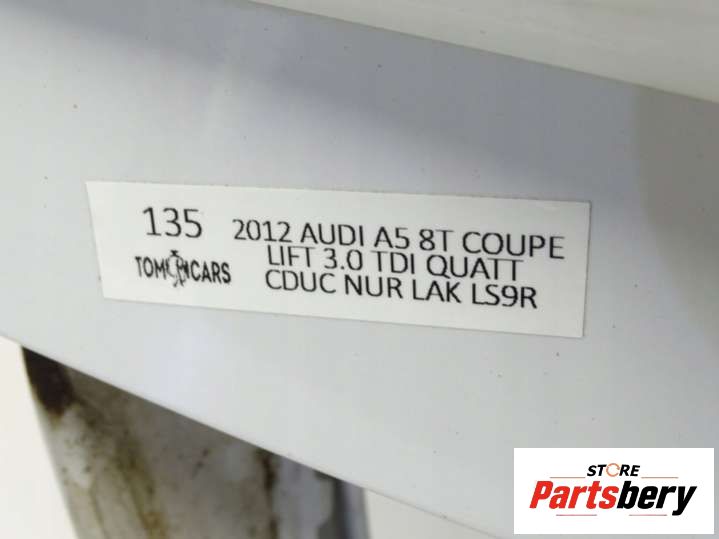 135
TOM CARS
2012 AUDI A5 8T COUPE
LIFT 3.0 TDI QUATT
CDUC NUR LAK LS9R
STORE
Partsbery